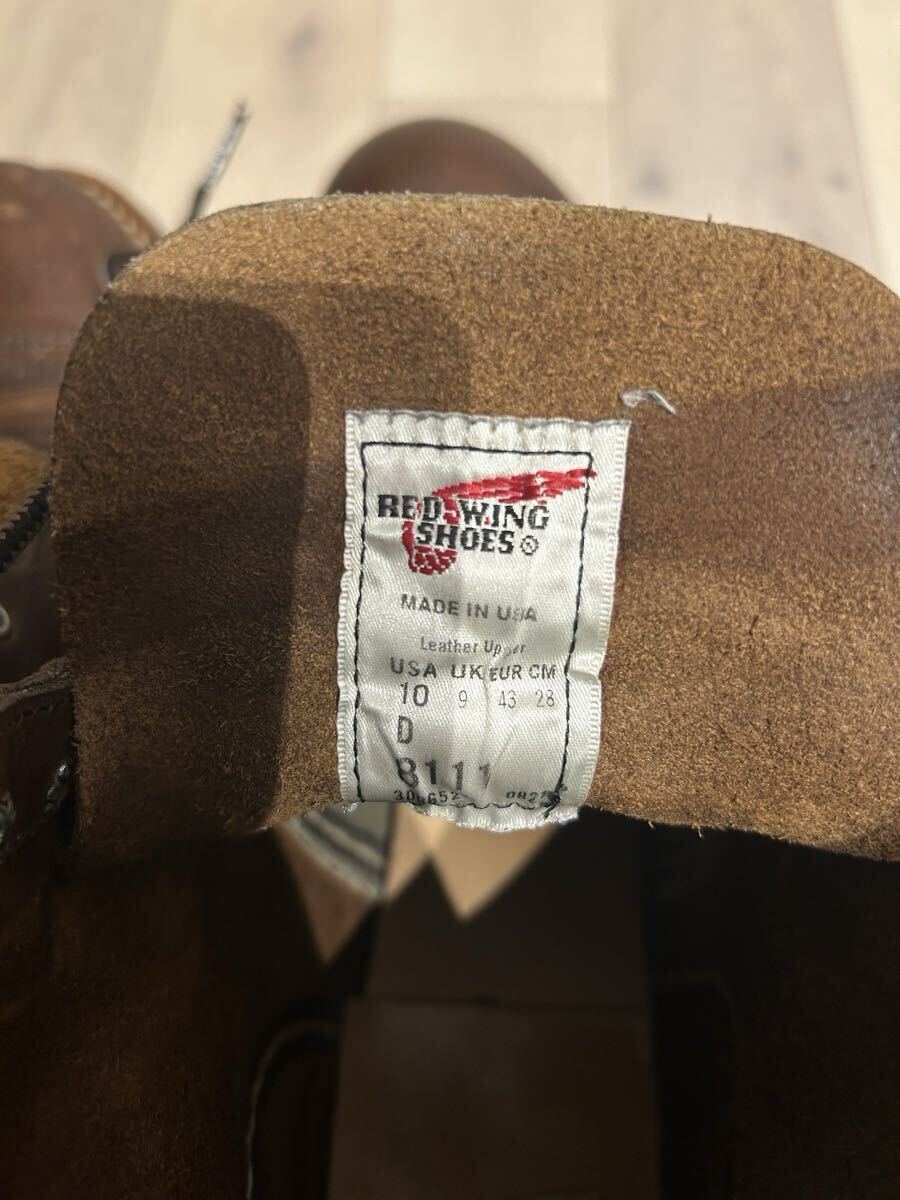 RED WING
SHOES
MADE IN USA
Leather Upper
USA UK EUR CM
10 9 43 28
D
8111